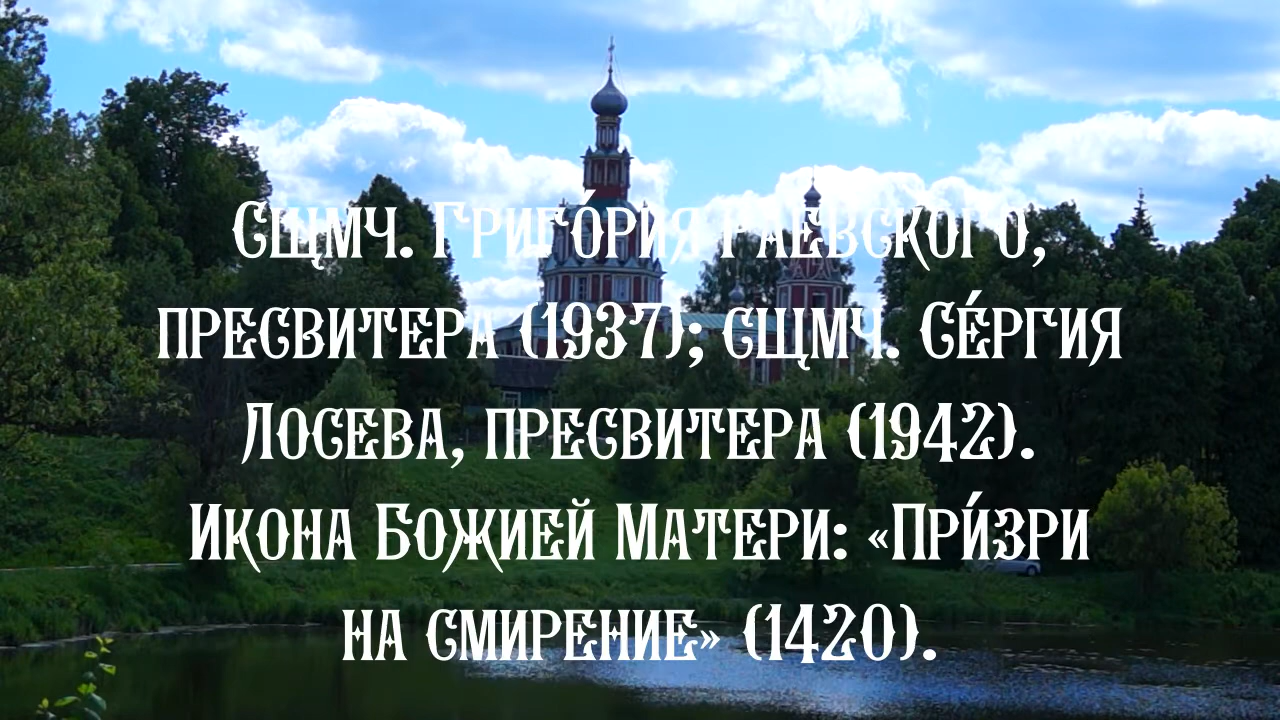 Сщмч. Григо́рия Раевского,
пресвитера (1937); сщмч. Се́ргия
Лосева, пресвитера (1942).
Икона Божией Матери: «При́зри
на смирение» (1420).